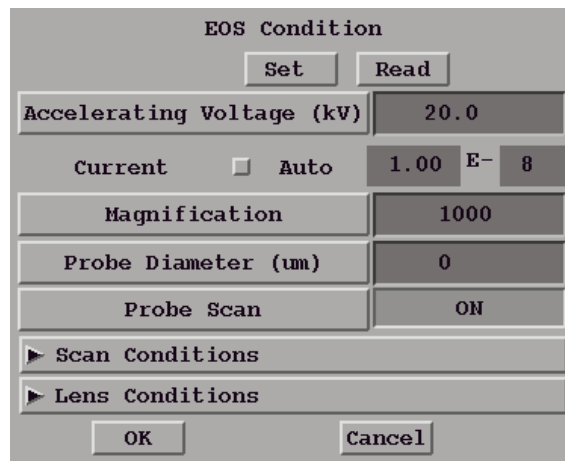 EOS Condition
Set Read
Accelerating Voltage (kV) 20.0
Current Auto 1.00 E- 8
Magnification 1000
Probe Diameter (um) 0
Probe Scan ON
Scan Conditions
Lens Conditions
OK Cancel